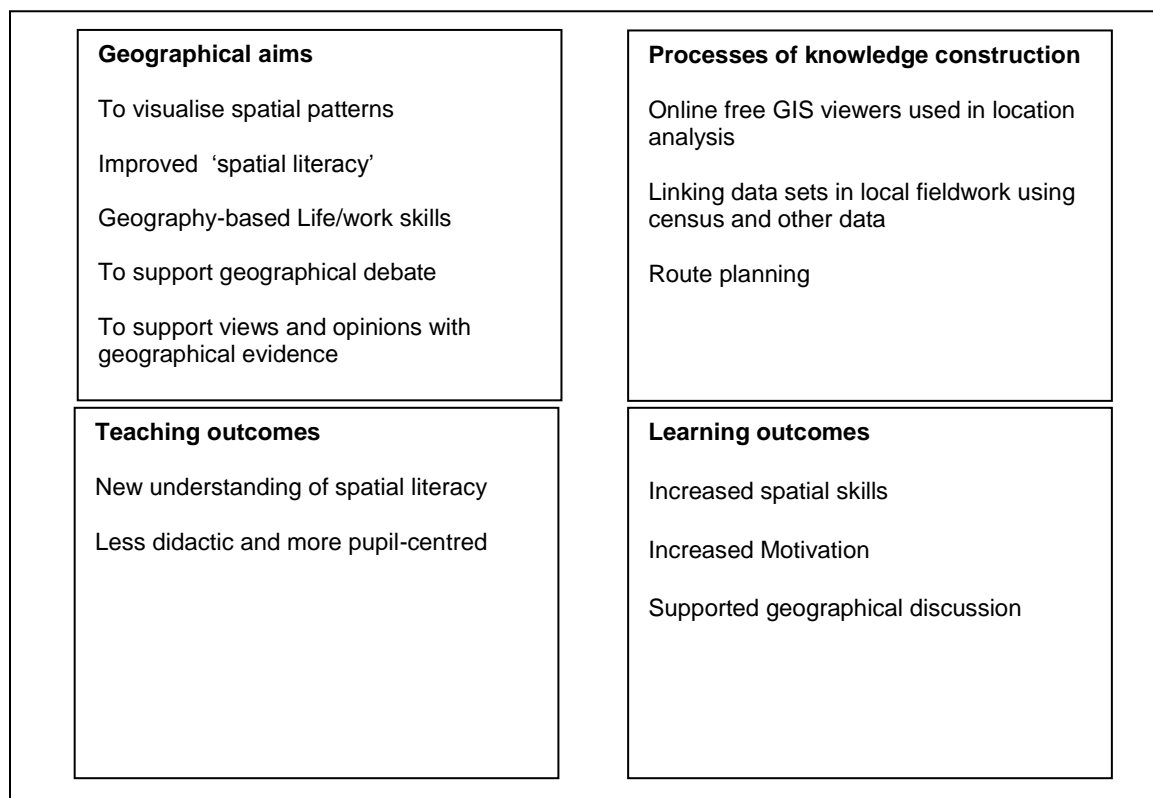 Geographical aims
To visualise spatial patterns
Improved ‘spatial literacy’
Geography-based Life/work skills
To support geographical debate
To support views and opinions with
geographical evidence
Processes of knowledge construction
Online free GIS viewers used in location
analysis
Linking data sets in local fieldwork using
census and other data
Route planning
Teaching outcomes
New understanding of spatial literacy
Less didactic and more pupil-centred
Learning outcomes
Increased spatial skills
Increased Motivation
Supported geographical discussion